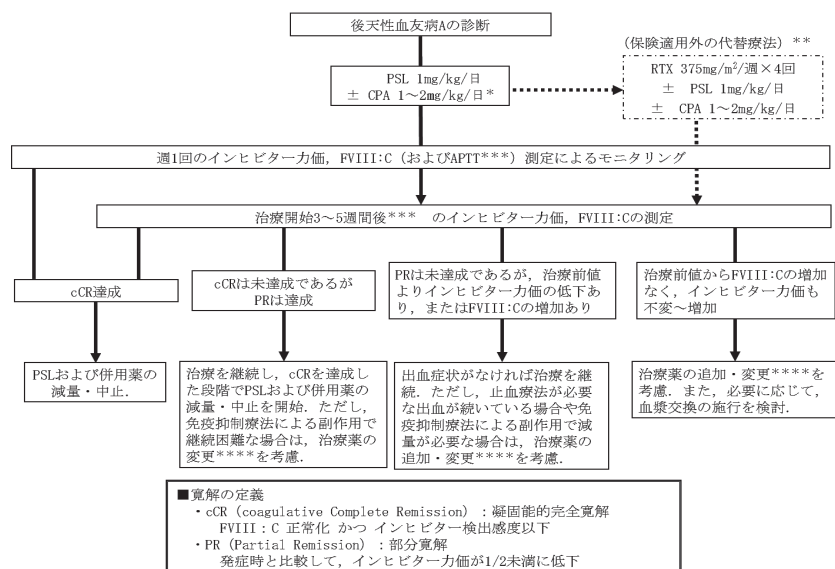 後天性血友病Aの診断
(保険適用外の代替療法)**
PSL 1mg/kg/日
± CPA 1~2mg/kg/日*
RTX 375mg/m²/週×4回
± PSL 1mg/kg/日
± CPA 1~2mg/kg/日
週1回のインヒビター力価, FVIII:C (およびAPTT***) 測定によるモニタリング
治療開始3~5週間後*** のインヒビター力価, FVIII:Cの測定
cCR達成
cCRは未達成であるが
PRは達成
PRは未達成であるが, 治療前値
よりインヒビター力価の低下あ
り, またはFVIII:Cの増加あり
治療前値からFVIII:Cの増加
なく, インヒビター力価も
不変~増加
PSLおよび併用薬の
減量・中止.
治療を継続し, cCRを達成し
た段階でPSLおよび併用薬の
減量・中止を開始. ただし,
免疫抑制療法による副作用で
継続困難な場合は, 治療薬の
変更****を考慮.
出血症状がなければ治療を継
続. ただし, 止血療法が必要
な出血が続いている場合や免
疫抑制療法による副作用で減
量が必要な場合は, 治療薬の
追加・変更****を考慮.
治療薬の追加・変更****を
考慮. また, 必要に応じて,
血漿交換の施行を検討.
■寛解の定義
・cCR (coagulative Complete Remission) : 凝固能的完全寛解
FVIII : C 正常化 かつ インヒビター検出感度以下
・PR (Partial Remission) : 部分寛解
発症時と比較して, インヒビター力価が1/2未満に低下